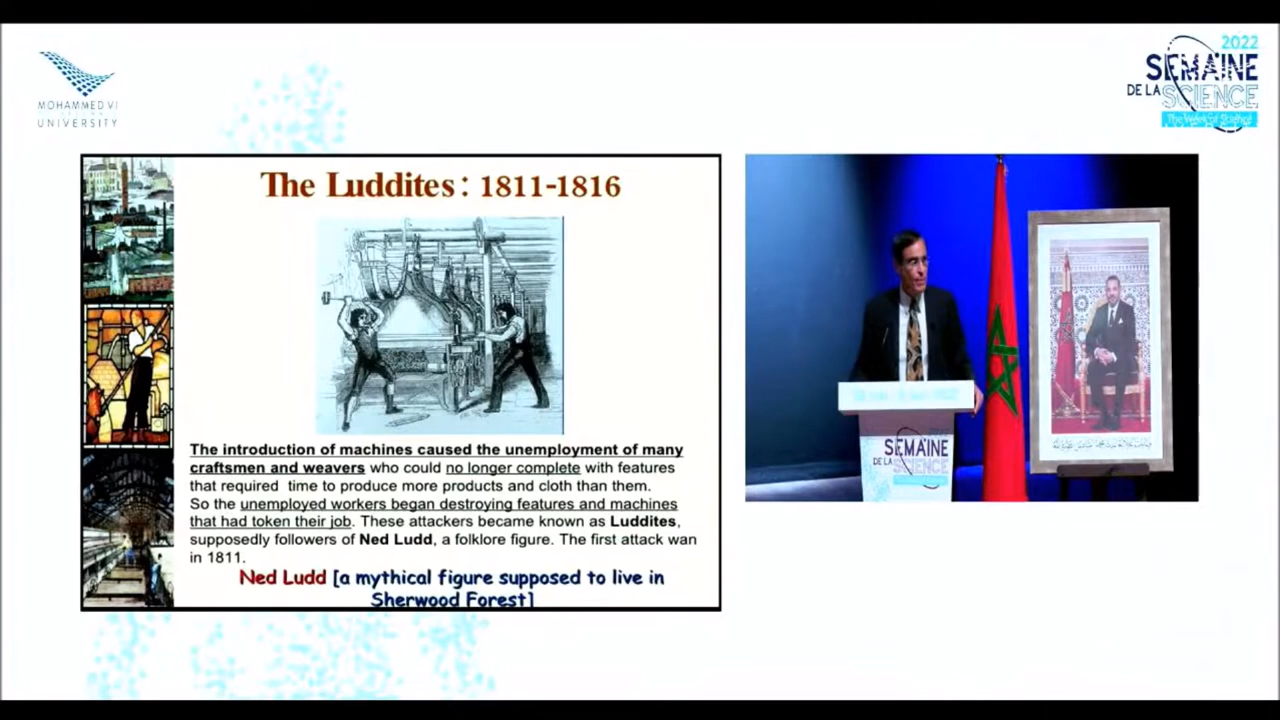 MOHAMMED VI
UNIVERSITY
2022
SEMAINE
DE LA
SCIENCE
The Week of Science
The Luddites: 1811-1816
The introduction of machines caused the unemployment of many
craftsmen and weavers who could no longer complete with features
that required time to produce more products and cloth than them.
So the unemployed workers began destroying features and machines
that had token their job. These attackers became known as Luddites,
supposedly followers of Ned Ludd, a folklore figure. The first attack wan
in 1811.
Ned Ludd [a mythical figure supposed to live in
Sherwood Forest]
SEMAINE
DE LA
SCIENCE